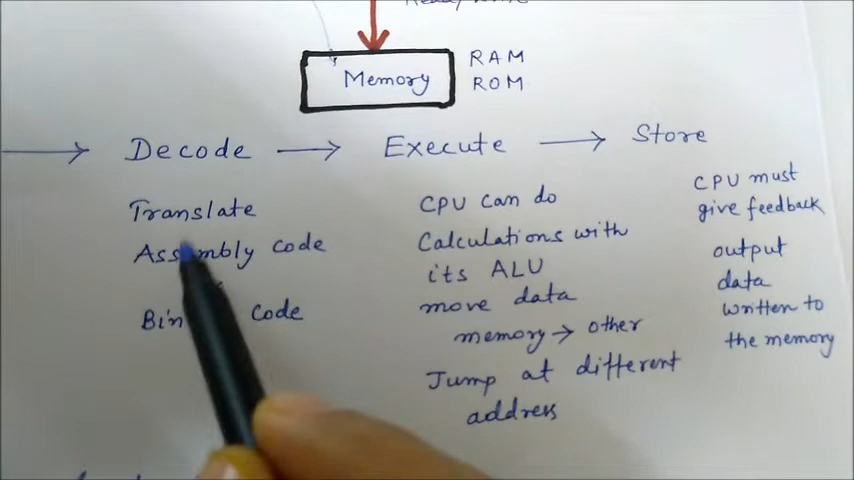 Memory
RAM
ROM
Decode
Execute
Store
Translate
Assembly code
code
CPU can do
Calculations with
its ALU
move data
memory → other
Jump at different
address
CPU must
give feedback
output
data
written to
the memory